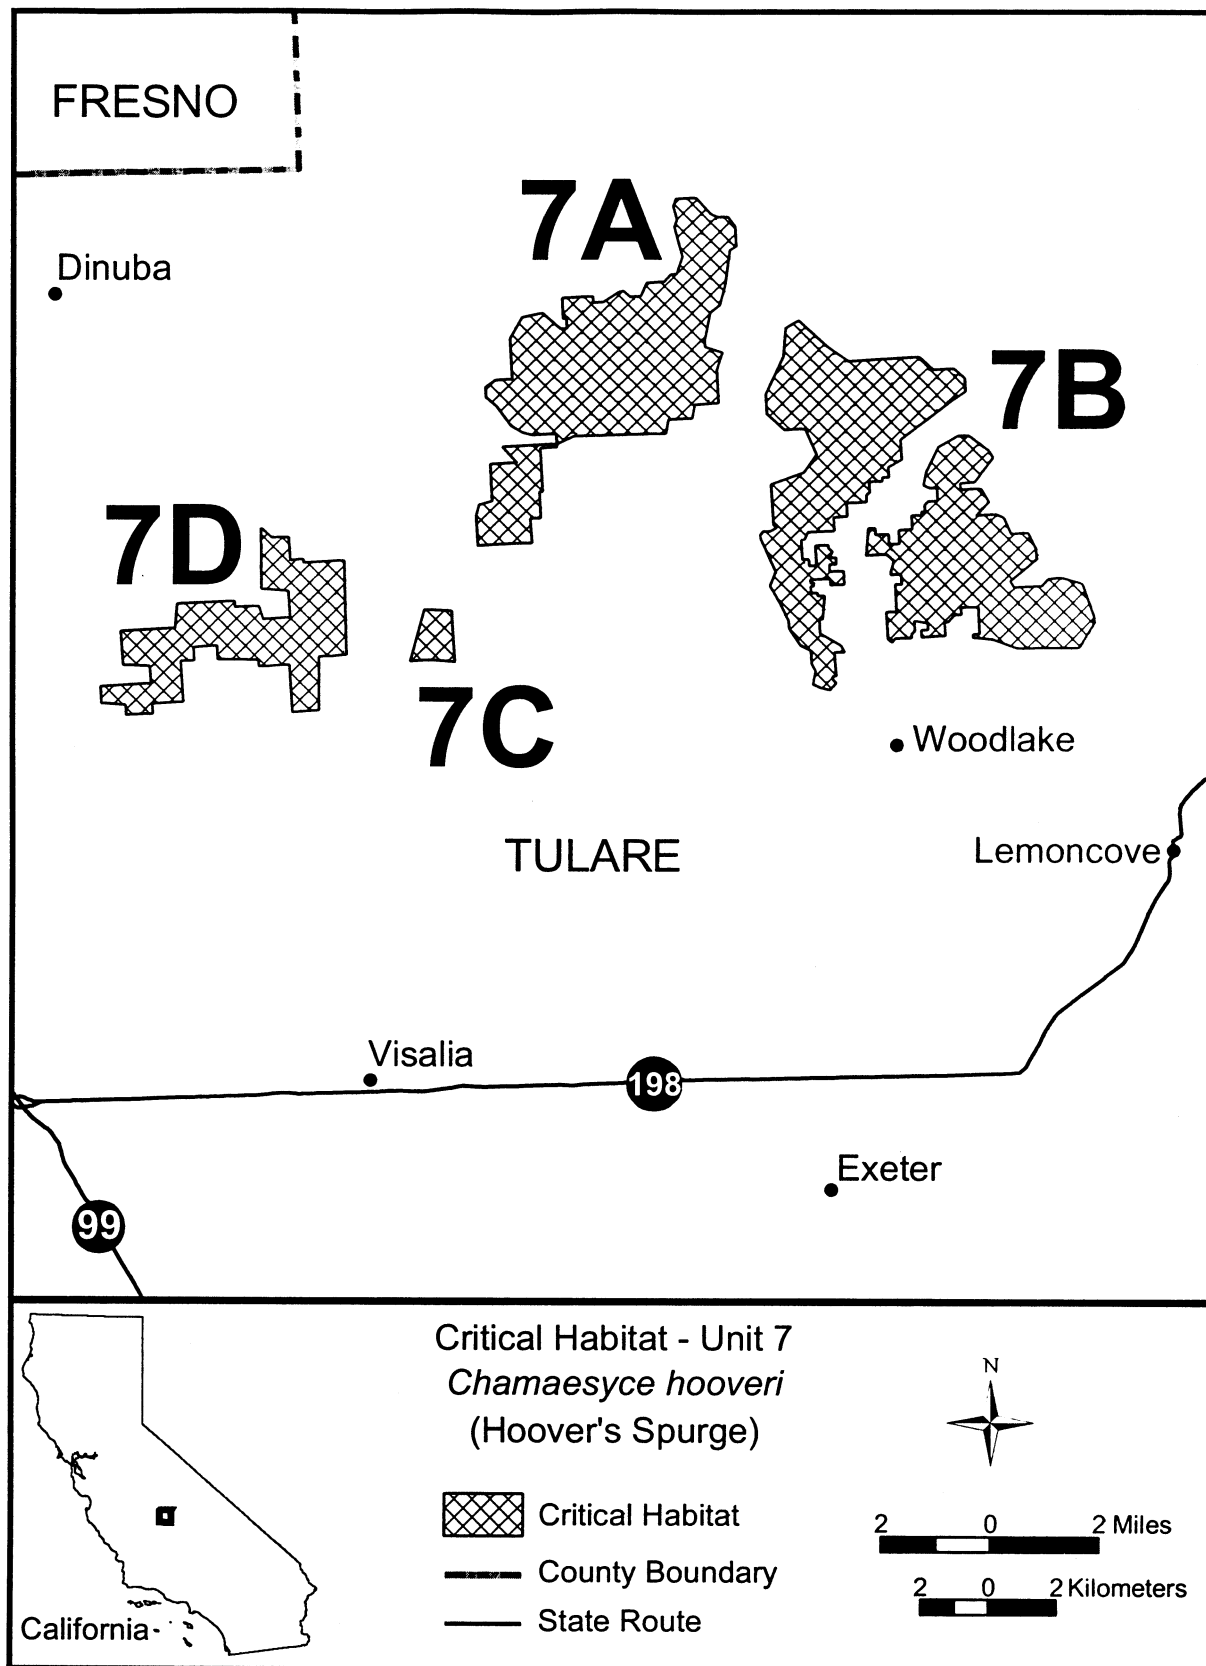 FRESNO
7A
Dinuba
7B
7D
7C
Woodlake
TULARE
Lemoncove
Visalia
198
Exeter
99
Critical Habitat - Unit 7
Chamaesyce hooveri
(Hoover's Spurge)
N
Critical Habitat
2 0 2 Miles
County Boundary
2 0 2 Kilometers
State Route
California